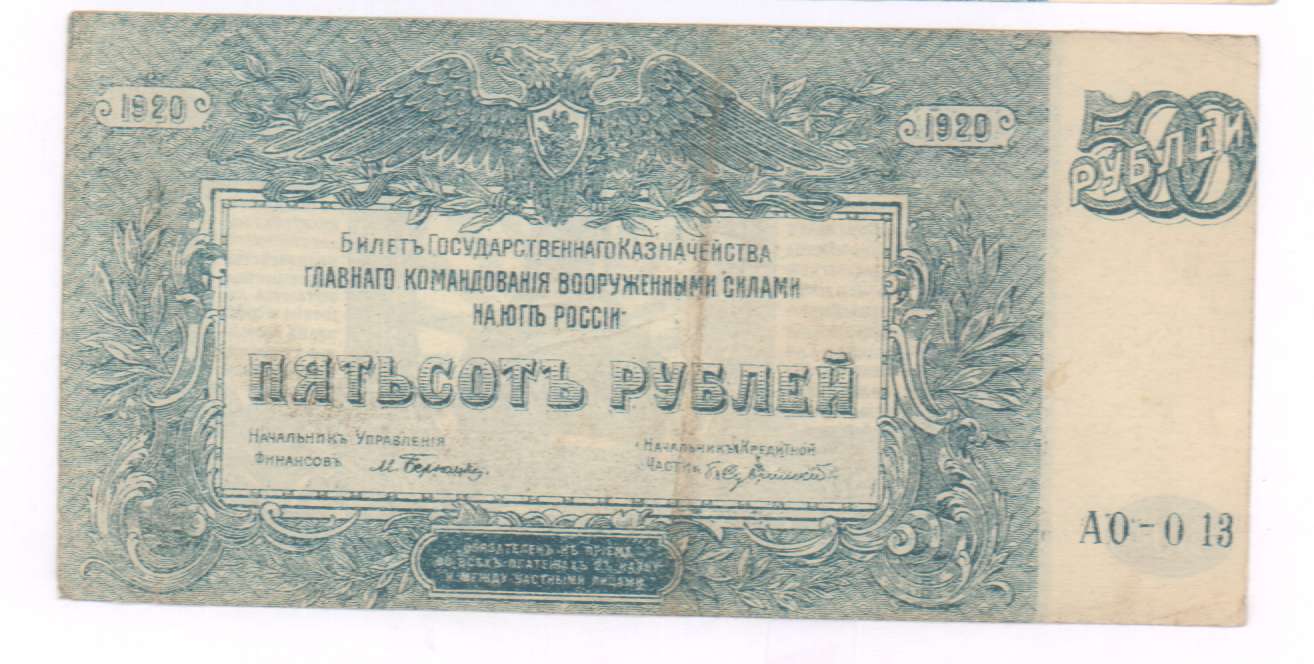 1920
1920
500
РУБЛЕЙ
БИЛЕТЪ ГОСУДАРСТВЕННАГО КАЗНАЧЕЙСТВА
ГЛАВНАГО КОМАНДОВАНІЯ ВООРУЖЕННЫМИ СИЛАМИ
НА ЮГѢ РОССІИ
ПЯТЬСОТЪ РУБЛЕЙ
НАЧАЛЬНИКЪ УПРАВЛЕНІЯ
ФИНАНСОВЪ М. Бернацкій
НАЧАЛЬНИКЪ КРЕДИТНОЙ
ЧАСТИ
АО-013
ОБЯЗАТЕЛЕНЪ КЪ ПРІЕМУ
ВО ВСѢХЪ ПЛАТЕЖАХЪ ВЪ КАЗНУ
И МЕЖДУ ЧАСТНЫМИ ЛИЦАМИ